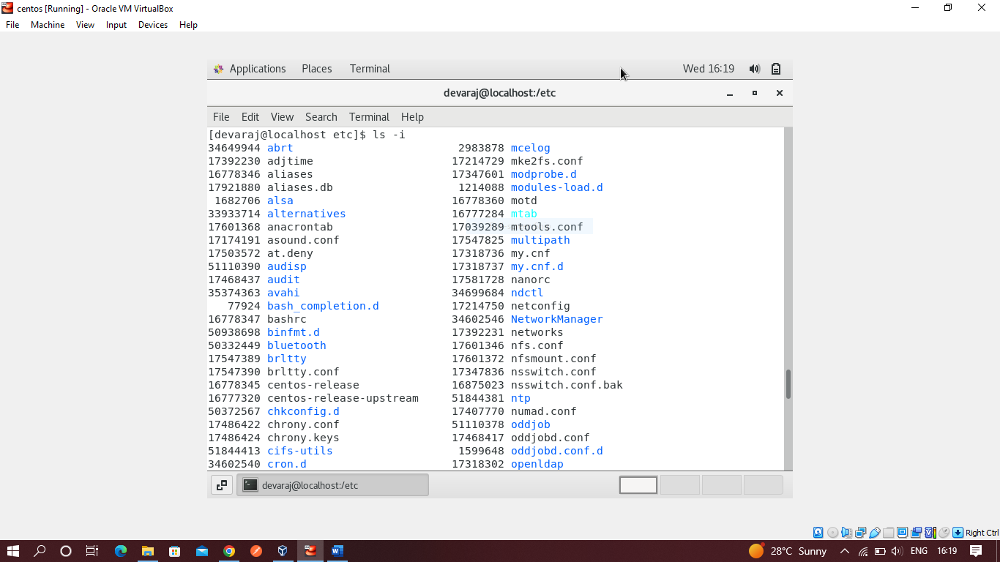 centos [Running] - Oracle VM VirtualBox
File Machine View Input Devices Help
Applications Places Terminal Wed 16:19
devaraj@localhost:/etc
File Edit View Search Terminal Help
[devaraj@localhost etc]$ ls -i
34649944 abrt 2983878 mcelog
17392230 adjtime 17214729 mke2fs.conf
16778346 aliases 17347601 modprobe.d
17921880 aliases.db 1214088 modules-load.d
1682706 alsa 16778360 motd
33933714 alternatives 16777284 mtab
17601368 anacrontab 17039289 mtools.conf
17174191 asound.conf 17547825 multipath
17503572 at.deny 17318736 my.cnf
51110390 audisp 17318737 my.cnf.d
17468437 audit 17581728 nanorc
35374363 avahi 34699684 ndctl
77924 bash_completion.d 17214750 netconfig
16778347 bashrc 34602546 NetworkManager
50938698 binfmt.d 17392231 networks
50332449 bluetooth 17601346 nfs.conf
17547389 brltty 17601372 nfsmount.conf
17547390 brltty.conf 17347836 nsswitch.conf
16778345 centos-release 16875023 nsswitch.conf.bak
16777320 centos-release-upstream 51844381 ntp
50372567 chkconfig.d 17407770 numad.conf
17486422 chrony.conf 51110378 oddjob
17486424 chrony.keys 17468417 oddjobd.conf
51844413 cifs-utils 1599648 oddjobd.conf.d
34602540 cron.d 17318302 openldap
devaraj@localhost:/etc
Right Ctrl
28°C Sunny ENG 16:19